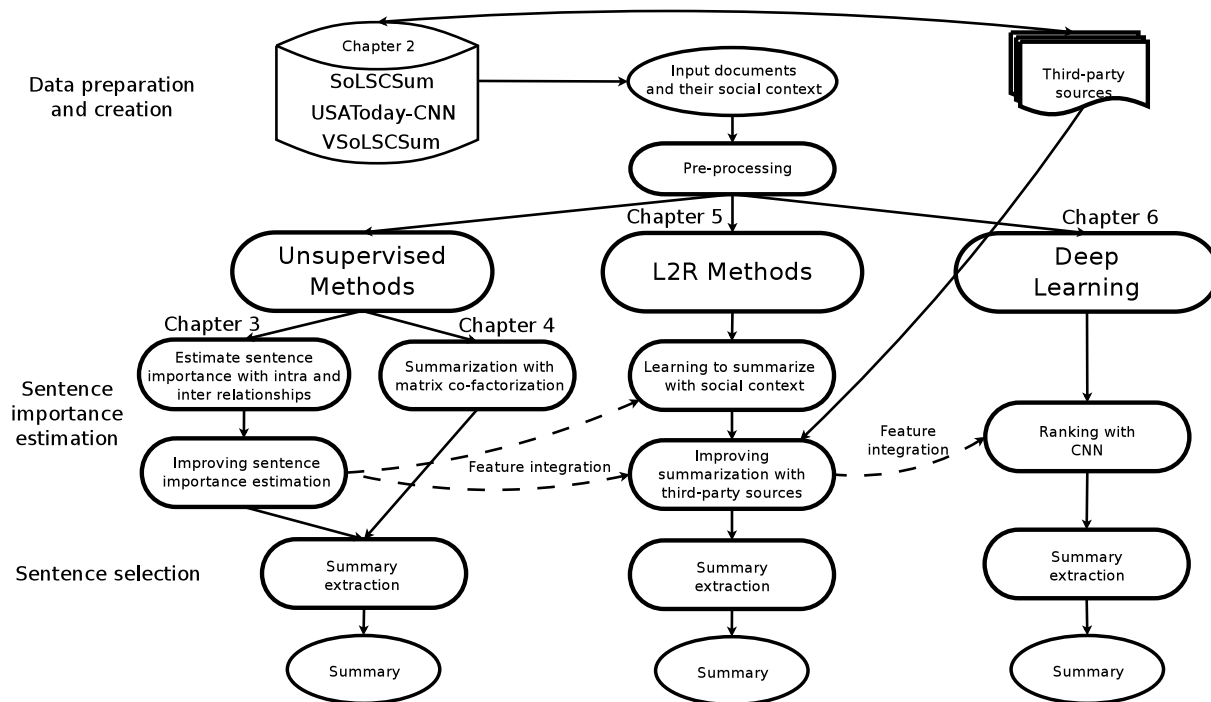 Chapter 2
SoLSCSum
USAToday-CNN
VSoLSCSum
Data preparation
and creation
Input documents
and their social context
Third-party
sources
Pre-processing
Chapter 5
Chapter 6
Unsupervised
Methods
L2R Methods
Deep
Learning
Chapter 3
Chapter 4
Estimate sentence
importance with intra and
inter relationships
Summarization with
matrix co-factorization
Learning to summarize
with social context
Sentence
importance
estimation
Improving sentence
importance estimation
Feature integration
Improving
summarization with
third-party sources
Feature
integration
Ranking with
CNN
Sentence selection
Summary
extraction
Summary
extraction
Summary
extraction
Summary
Summary
Summary